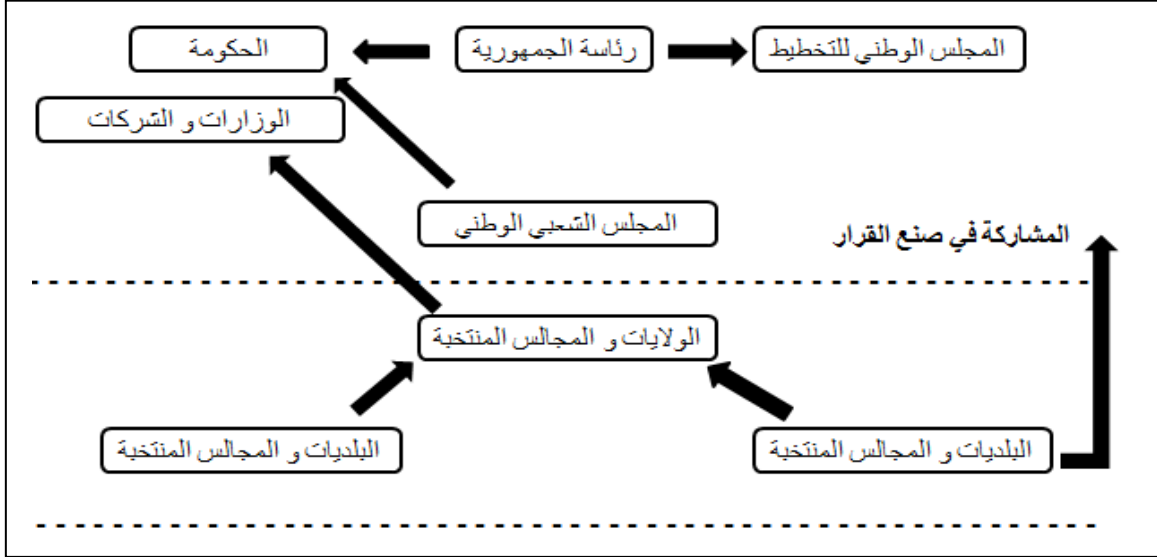 المجلس الوطني للتخطيط
رئاسة الجمهورية
الحكومة
الوزارات و الشركات
المجلس الشعبي الوطني
المشاركة في صنع القرار
الولايات و المجالس المنتخبة
البلديات و المجالس المنتخبة
البلديات و المجالس المنتخبة